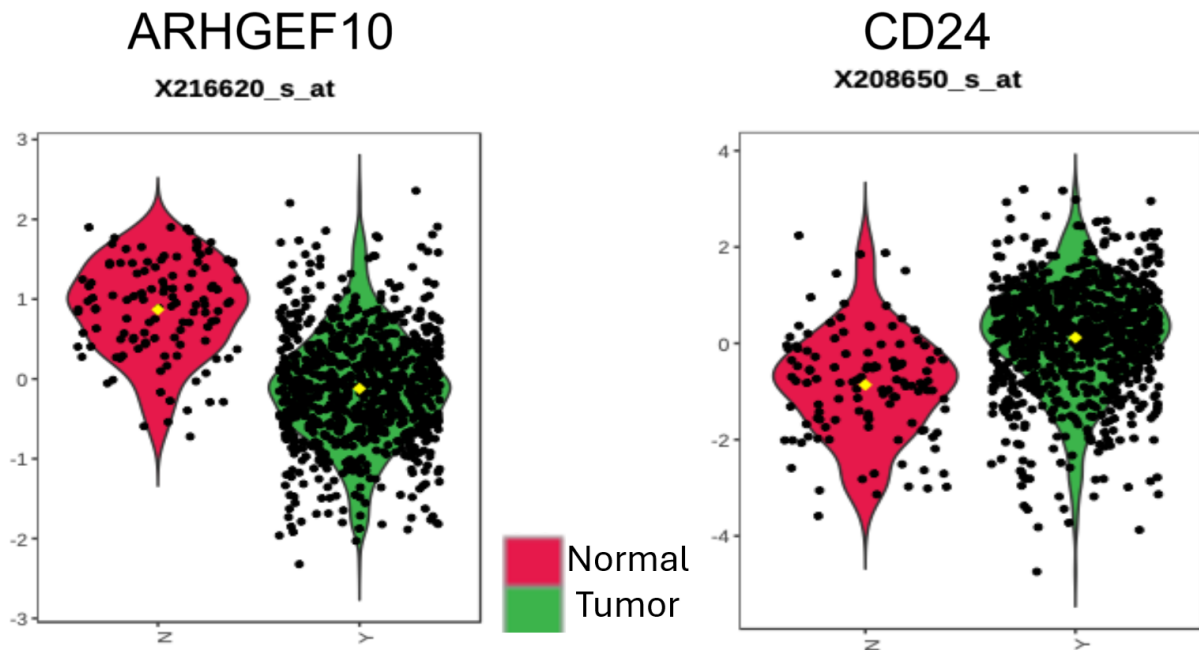 ARHGEF10
X216620_s_at
3
2
1
0
-1
-2
-3
N
Y
Normal
Tumor
CD24
X208650_s_at
4
2
0
-2
-4
N
Y